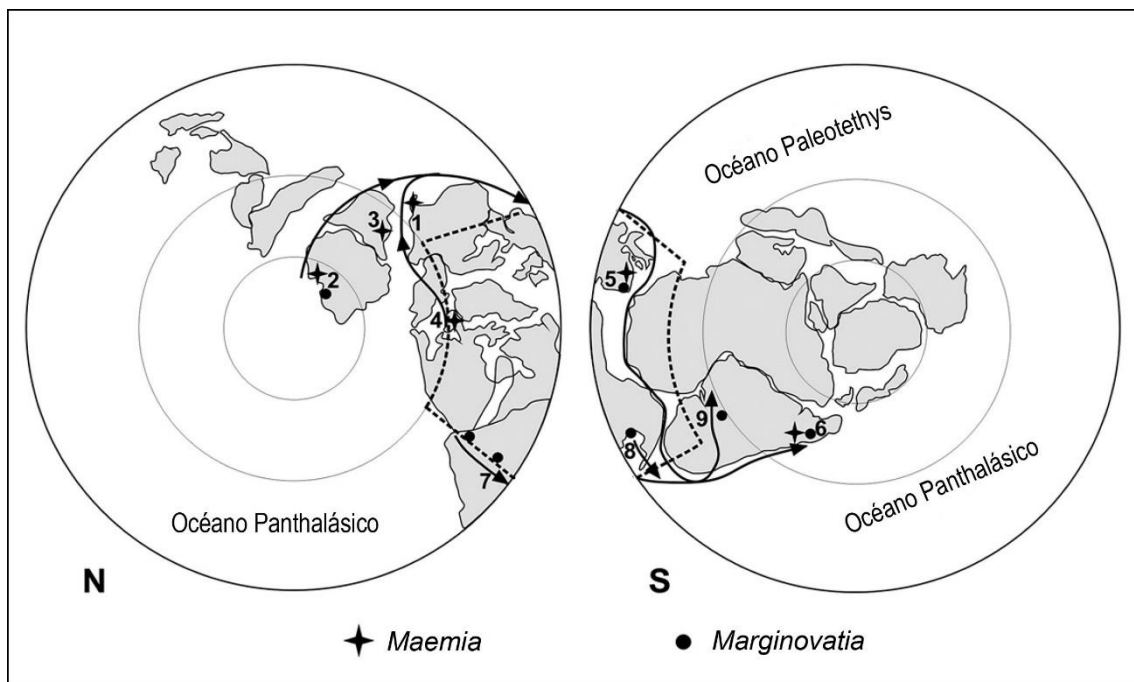 Océano Paleotethys
3
1
2
4
5
9
6
8
7
Océano Panthalásico
Océano Panthalásico
N
S
Maemia
Marginovatia